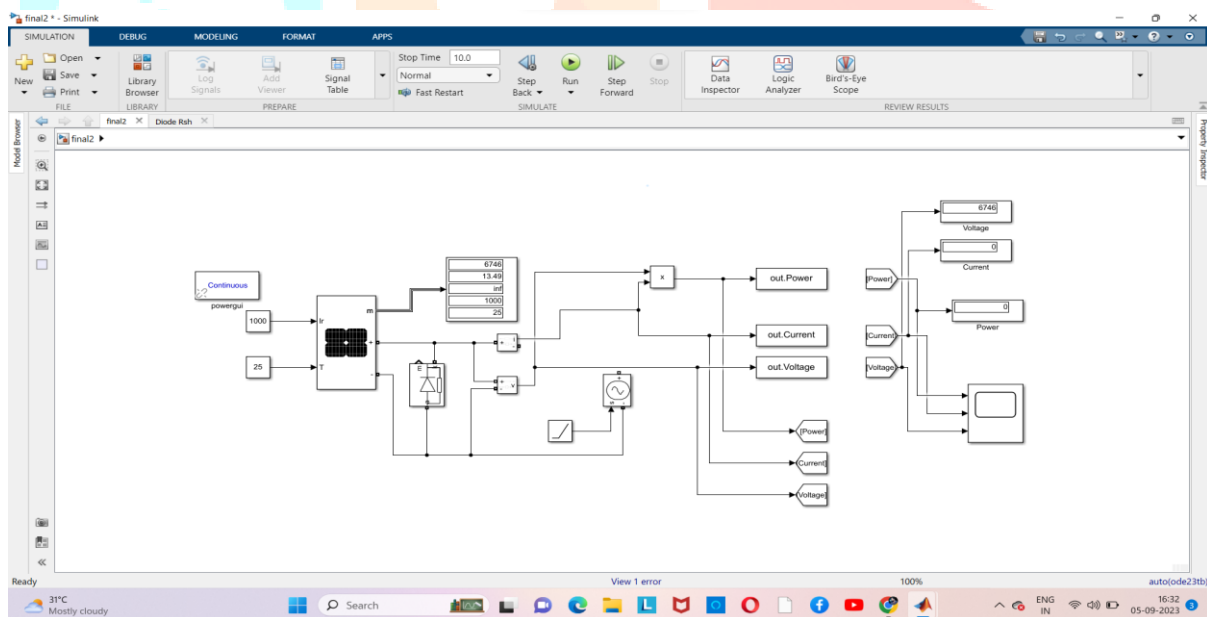 final2 * - Simulink
SIMULATION DEBUG MODELING FORMAT APPS
New
Open
Save
Print
FILE
Library Browser
LIBRARY
Log Signals
Add Viewer
Signal Table
PREPARE
Stop Time 10.0
Normal
Fast Restart
Step Back
Run
Step Forward
Stop
SIMULATE
Data Inspector
Logic Analyzer
Bird's-Eye Scope
REVIEW RESULTS
Model Browser
final2 Diode Rsh
final2
Property Inspector
6746
Voltage
0
Current
0
Power
Continuous
powergui
1000
25
Ir
T
m
+
-
6746
13.49
inf
1000
25
E
+ i
-
+
- v
x
out.Power
out.Current
out.Voltage
[Power]
[Current]
[Voltage]
[Power]
[Current]
[Voltage]
Ready
View 1 error
100%
auto(ode23tb)
31°C
Mostly cloudy
Search
ENG
IN
16:32
05-09-2023
3